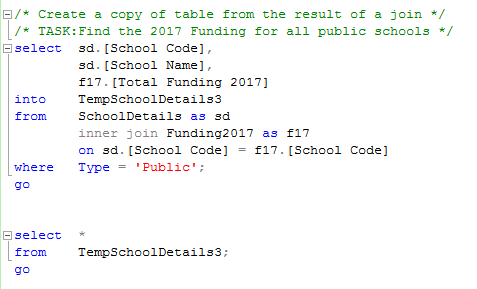 /* Create a copy of table from the result of a join */
/* TASK:Find the 2017 Funding for all public schools */
select sd.[School Code],
sd.[School Name],
f17.[Total Funding 2017]
into TempSchoolDetails3
from SchoolDetails as sd
inner join Funding2017 as f17
on sd.[School Code] = f17.[School Code]
where Type = 'Public';
go
select *
from TempSchoolDetails3;
go